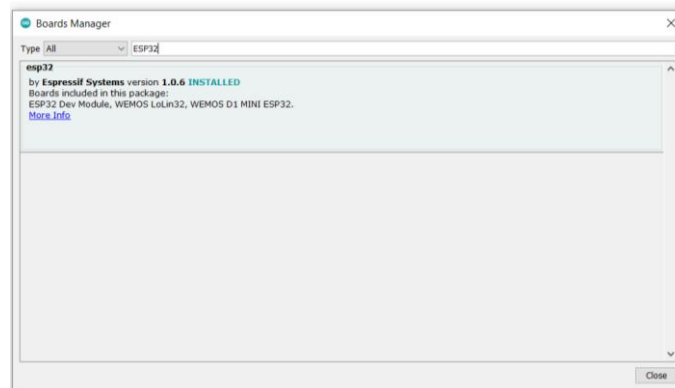 Boards Manager
Type All ESP32
esp32
by Espressif Systems version 1.0.6 INSTALLED
Boards included in this package:
ESP32 Dev Module, WEMOS LoLin32, WEMOS D1 MINI ESP32.
More Info
Close